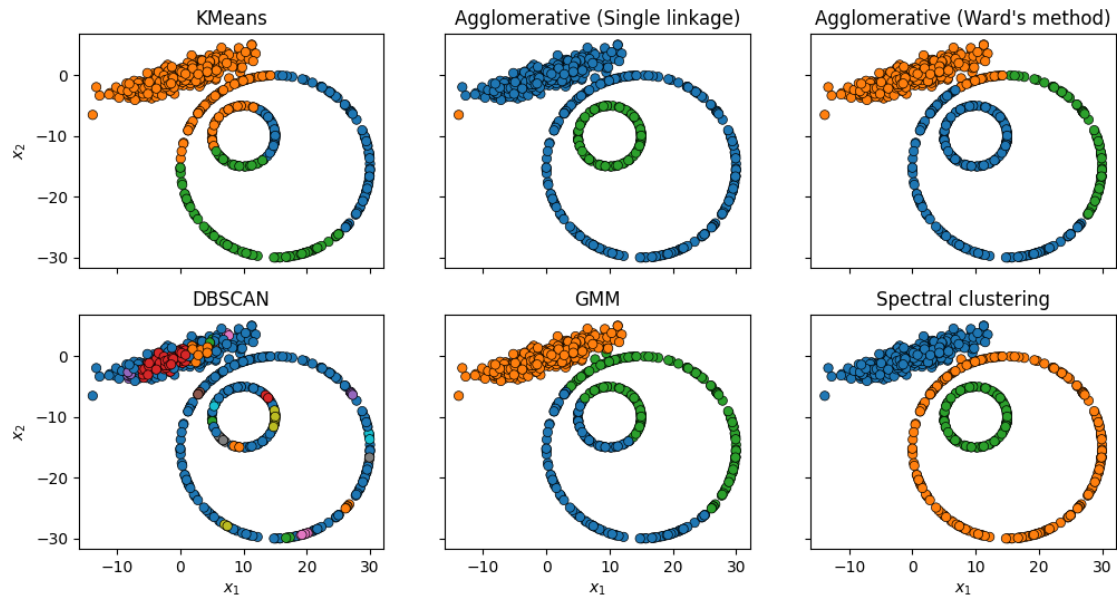 KMeans
Agglomerative (Single linkage)
Agglomerative (Ward's method)
0
−10
−20
−30
x₂
DBSCAN
GMM
Spectral clustering
0
−10
−20
−30
x₂
−10 0 10 20 30
−10 0 10 20 30
−10 0 10 20 30
x₁
x₁
x₁